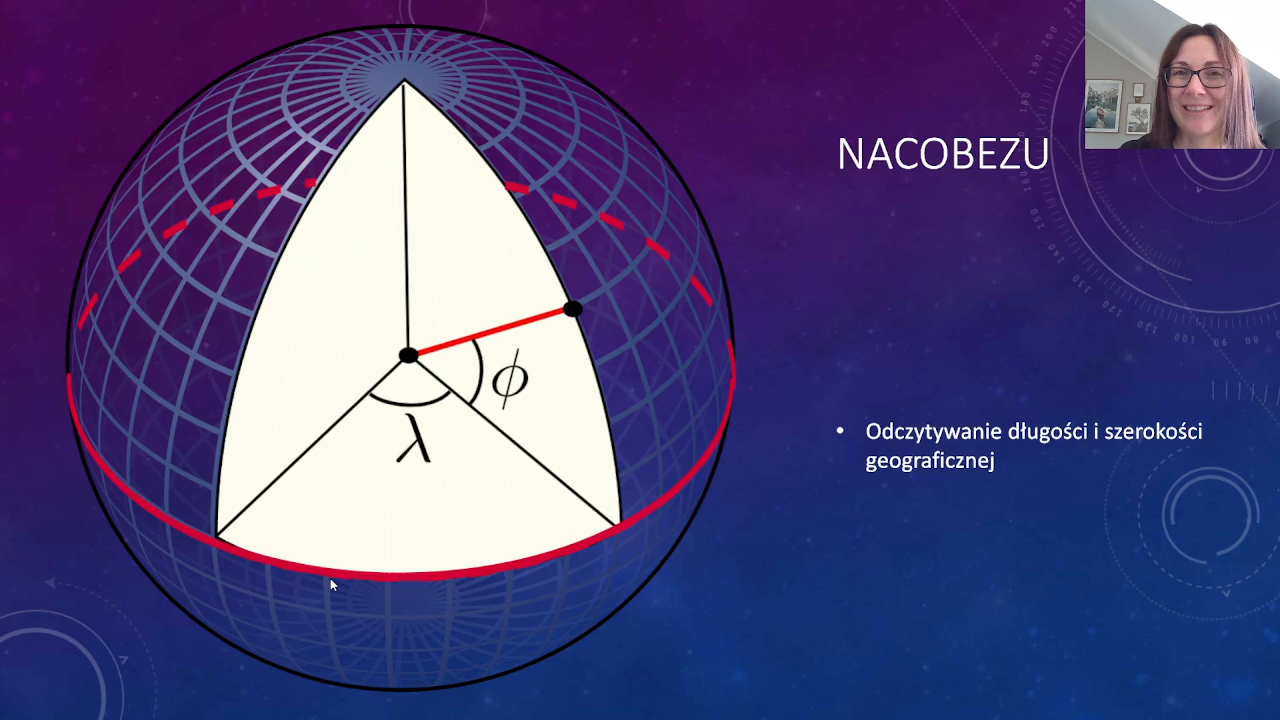 NACOBEZU
ϕ
λ
• Odczytywanie długości i szerokości
geograficznej